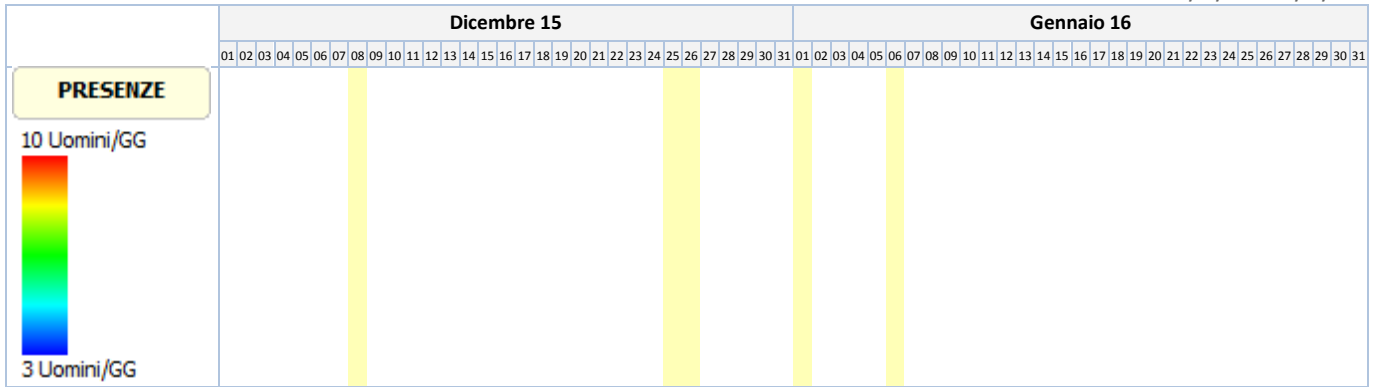 Dicembre 15 Gennaio 16
01 02 03 04 05 06 07 08 09 10 11 12 13 14 15 16 17 18 19 20 21 22 23 24 25 26 27 28 29 30 31 01 02 03 04 05 06 07 08 09 10 11 12 13 14 15 16 17 18 19 20 21 22 23 24 25 26 27 28 29 30 31
PRESENZE
10 Uomini/GG
3 Uomini/GG